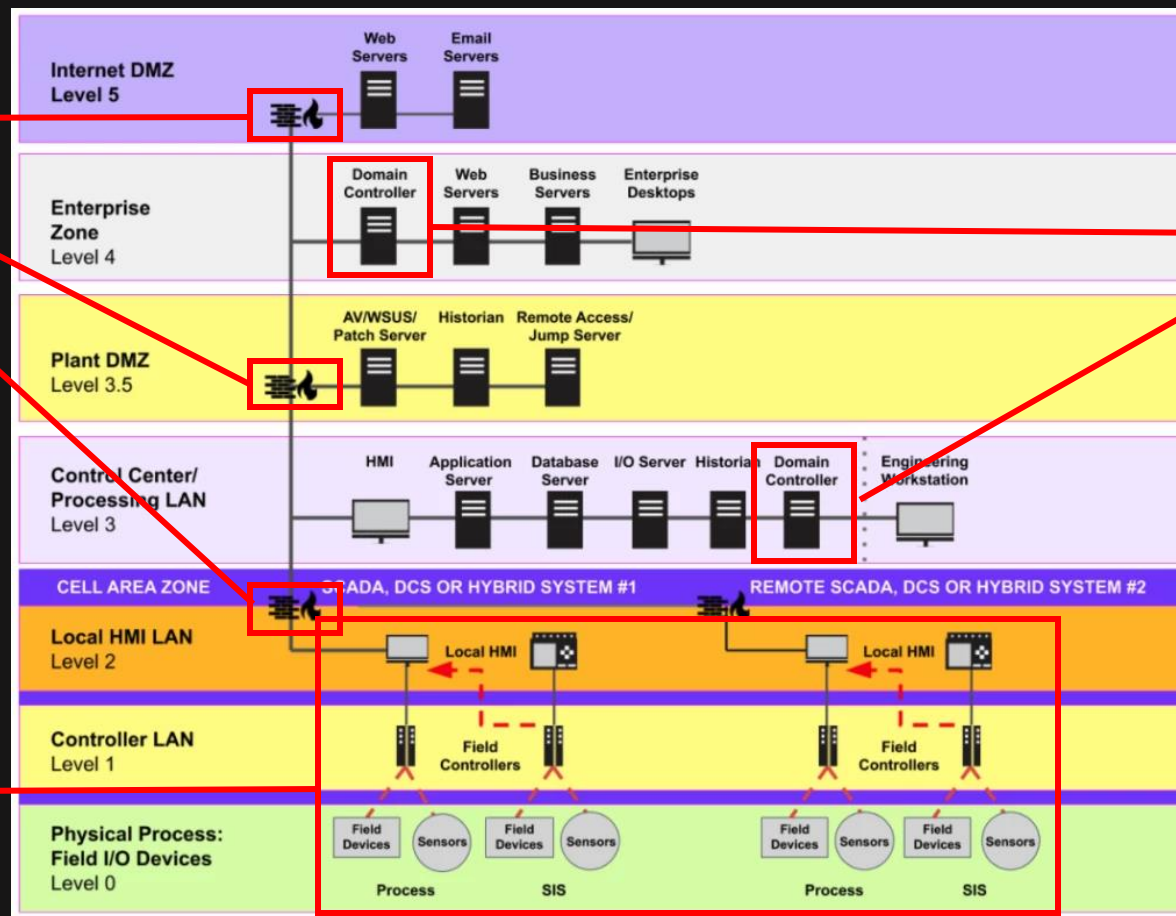 Internet DMZ
Level 5
Web
Servers
Email
Servers
Enterprise
Zone
Level 4
Domain
Controller
Web
Servers
Business
Servers
Enterprise
Desktops
Plant DMZ
Level 3.5
AV/WSUS/
Patch Server
Historian
Remote Access/
Jump Server
Control Center/
Processing LAN
Level 3
HMI
Application
Server
Database
Server
I/O Server
Historian
Domain
Controller
Engineering
Workstation
CELL AREA ZONE
SCADA, DCS OR HYBRID SYSTEM #1
REMOTE SCADA, DCS OR HYBRID SYSTEM #2
Local HMI LAN
Level 2
Local HMI
Local HMI
Controller LAN
Level 1
Field
Controllers
Field
Controllers
Physical Process:
Field I/O Devices
Level 0
Field
Devices
Sensors
Field
Devices
Sensors
Field
Devices
Sensors
Field
Devices
Sensors
Process
SIS
Process
SIS